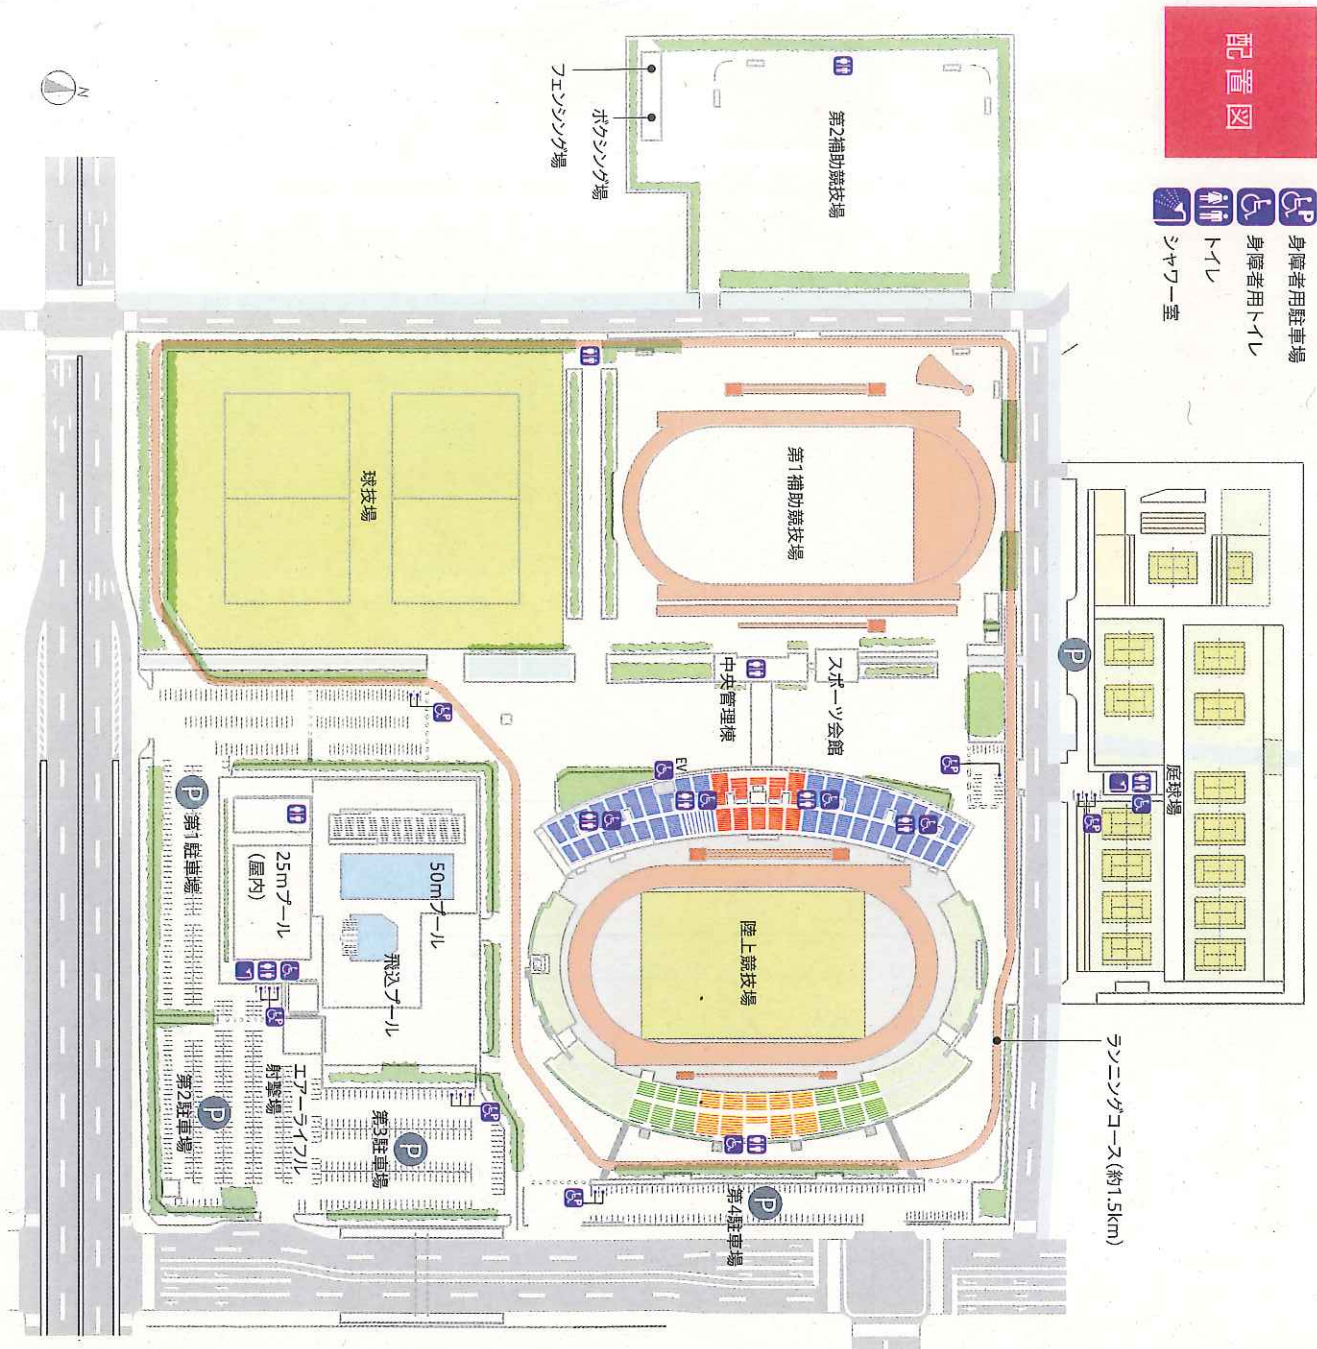 配置図
身障者用駐車場
身障者用トイレ
トイレ
シャワー室
N
フェンシング場
ボクシング場
第2補助競技場
球技場
第1補助競技場
中央管理棟
スポーツ会館
庭球場
P
EV
P
第1駐車場
25mプール
(屋内)
50mプール
飛込プール
陸上競技場
ランニングコース(約1.5km)
エアーライフル
射撃場
P
第2駐車場
P
第3駐車場
P
第4駐車場